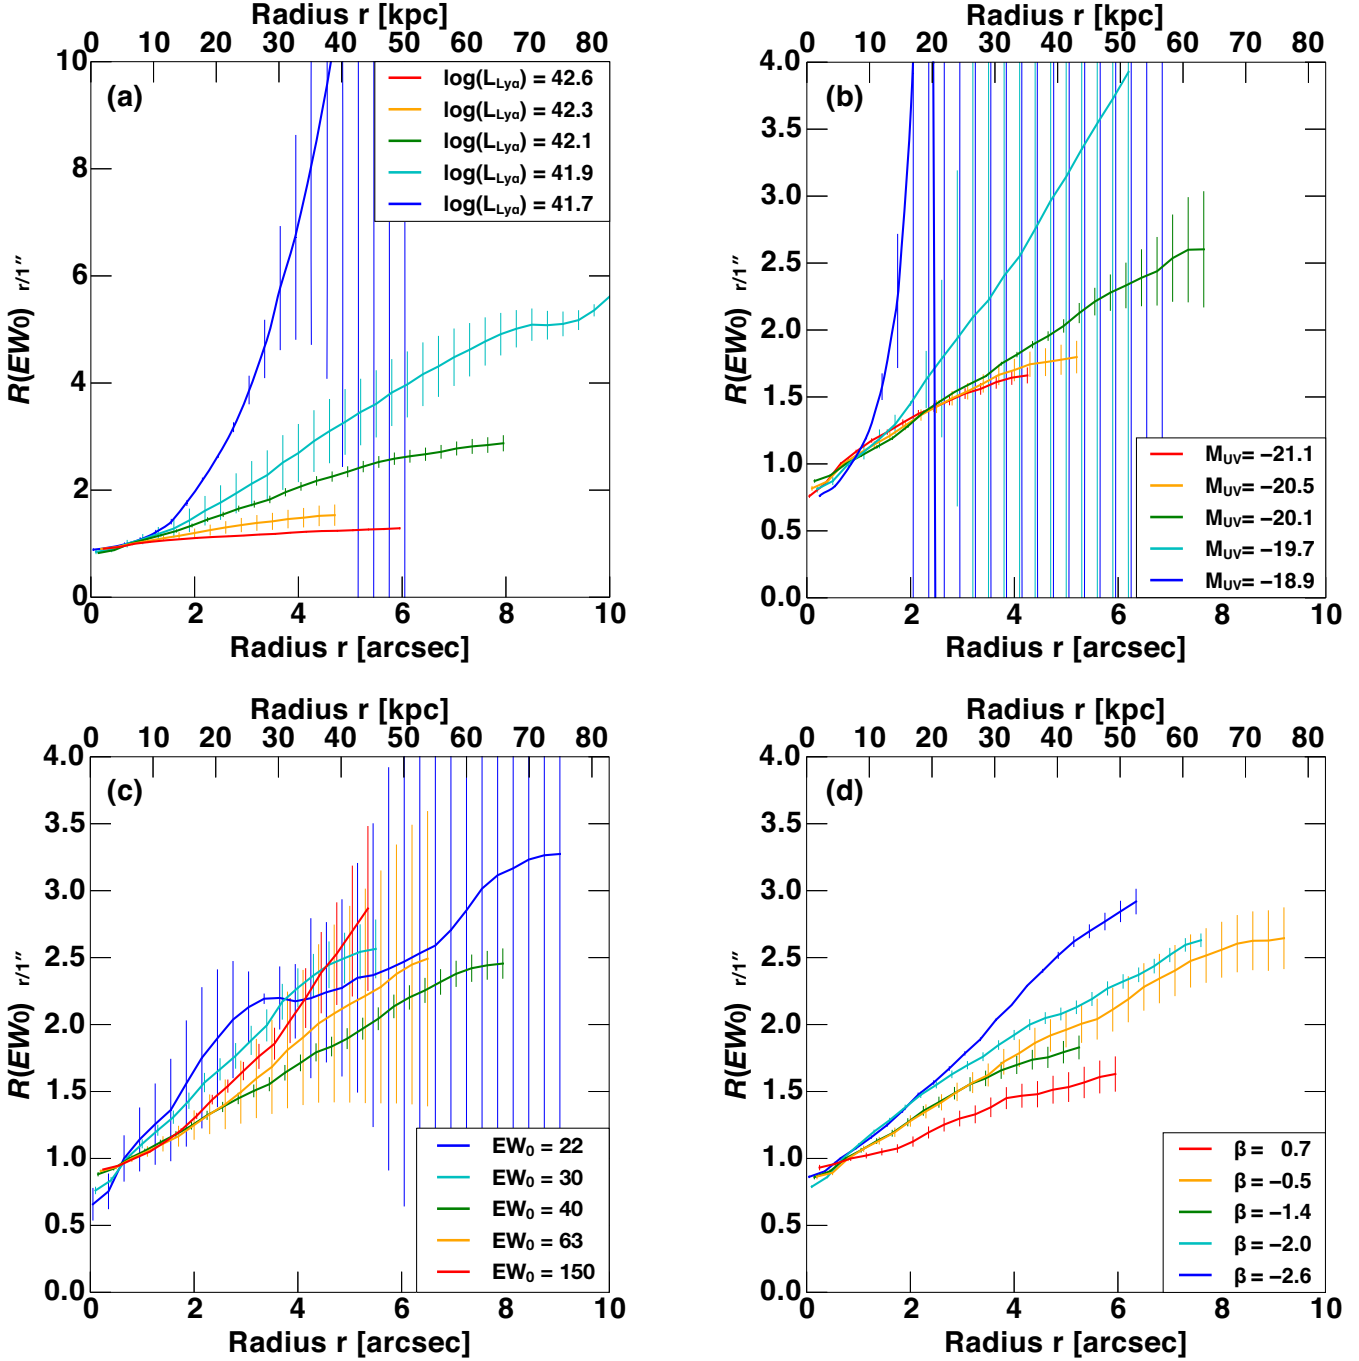 Radius r [kpc]
0 10 20 30 40 50 60 70 80
10
8
6
4
2
0
R(EW0) r/1″
(a)
log(LLyα) = 42.6
log(LLyα) = 42.3
log(LLyα) = 42.1
log(LLyα) = 41.9
log(LLyα) = 41.7
0 2 4 6 8 10
Radius r [arcsec]
Radius r [kpc]
0 10 20 30 40 50 60 70 80
4.0
3.5
3.0
2.5
2.0
1.5
1.0
0.5
0.0
R(EW0) r/1″
(b)
MUV= −21.1
MUV= −20.5
MUV= −20.1
MUV= −19.7
MUV= −18.9
0 2 4 6 8 10
Radius r [arcsec]
Radius r [kpc]
0 10 20 30 40 50 60 70 80
4.0
3.5
3.0
2.5
2.0
1.5
1.0
0.5
0.0
R(EW0) r/1″
(c)
EW0 = 22
EW0 = 30
EW0 = 40
EW0 = 63
EW0 = 150
0 2 4 6 8 10
Radius r [arcsec]
Radius r [kpc]
0 10 20 30 40 50 60 70 80
4.0
3.5
3.0
2.5
2.0
1.5
1.0
0.5
0.0
R(EW0) r/1″
(d)
β = 0.7
β = −0.5
β = −1.4
β = −2.0
β = −2.6
0 2 4 6 8 10
Radius r [arcsec]